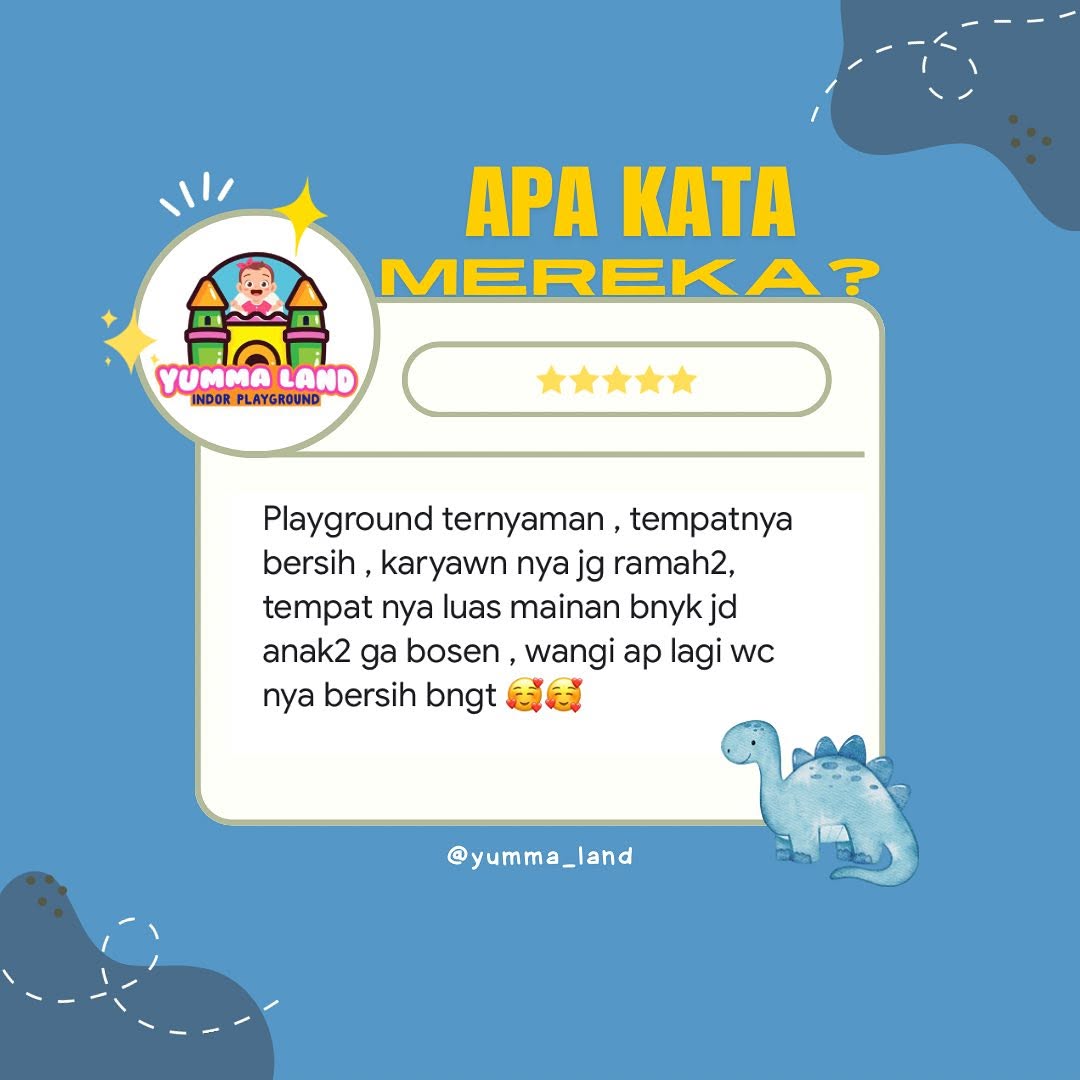 APA KATA
MEREKA?
YUMMA LAND
INDOR PLAYGROUND
Playground ternyaman , tempatnya
bersih , karyawn nya jg ramah2,
tempat nya luas mainan bnyk jd
anak2 ga bosen , wangi ap lagi wc
nya bersih bngt 🥰🥰
@yumma_land